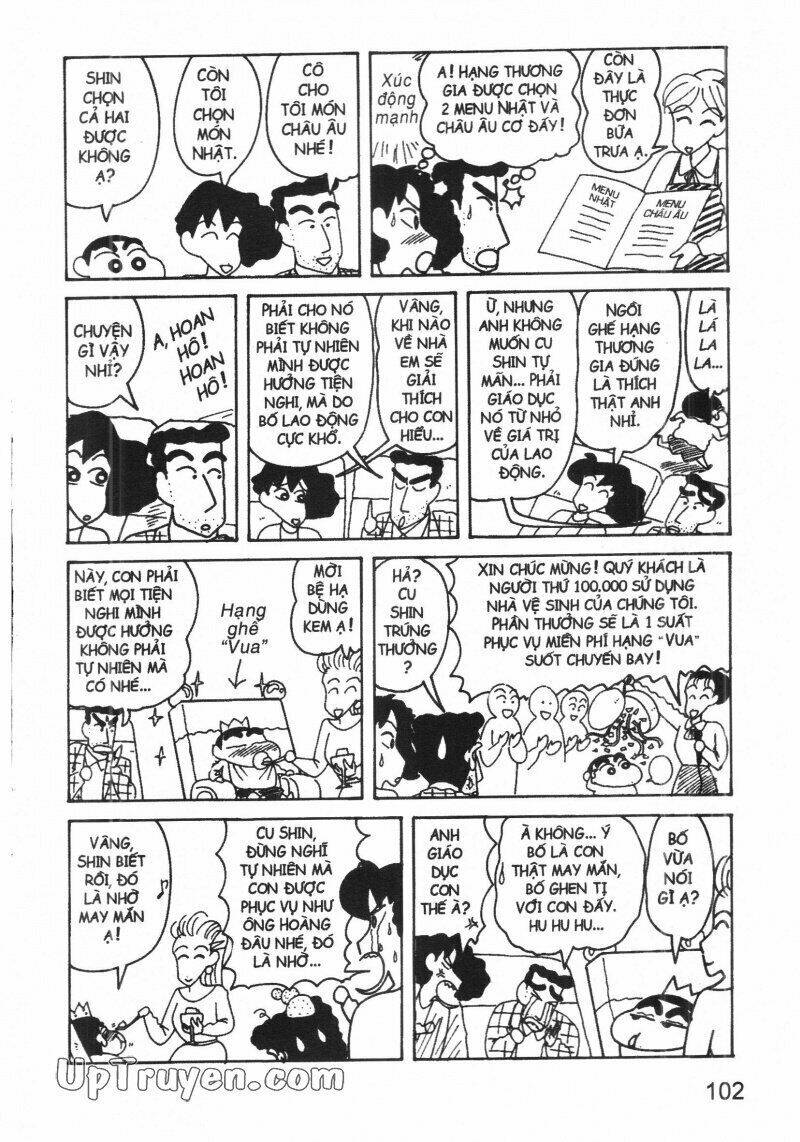 CÒN
ĐÂY LÀ
THỰC
ĐƠN
BỮA
TRƯA Ạ.
A! HẠNG THƯƠNG
GIA ĐƯỢC CHỌN
2 MENU NHẬT VÀ
CHÂU ÂU CƠ ĐẤY!
Xúc
động
mạnh
MENU
NHẬT
MENU
CHÂU ÂU
CÔ
CHO
TÔI MÓN
CHÂU ÂU
NHÉ!
CÒN
TÔI
CHỌN
MÓN
NHẬT.
SHIN
CHỌN
CẢ HAI
ĐƯỢC
KHÔNG
Ạ?
LÀ
LÁ
LA
LA...
NGỒI
GHẾ HẠNG
THƯƠNG
GIA ĐÚNG
LÀ THÍCH
THẬT ANH
NHỈ.
Ừ, NHƯNG
ANH KHÔNG
MUỐN CU
SHIN TỰ
MÃN... PHẢI
GIÁO DỤC
NÓ TỪ NHỎ
VỀ GIÁ TRỊ
CỦA LAO
ĐỘNG.
VÂNG,
KHI NÀO
VỀ NHÀ
EM SẼ
GIẢI
THÍCH
CHO CON
HIỂU...
PHẢI CHO NÓ
BIẾT KHÔNG
PHẢI TỰ NHIÊN
MÌNH ĐƯỢC
HƯỞNG TIỆN
NGHI, MÀ DO
BỐ LAO ĐỘNG
CỰC KHỔ.
A, HOAN
HÔ!
HOAN
HÔ!
CHUYỆN
GÌ VẬY
NHỈ?
XIN CHÚC MỪNG! QUÝ KHÁCH LÀ
NGƯỜI THỨ 100,000 SỬ DỤNG
NHÀ VỆ SINH CỦA CHÚNG TÔI.
PHẦN THƯỞNG SẼ LÀ 1 SUẤT
PHỤC VỤ MIỄN PHÍ HẠNG "VUA"
SUỐT CHUYẾN BAY!
HẢ?
CU
SHIN
TRÚNG
THƯỞNG
?
MỜI
BỆ HẠ
DÙNG
KEM Ạ!
Hạng
ghế
"Vua"
NÀY, CON PHẢI
BIẾT MỌI TIỆN
NGHI MÌNH
ĐƯỢC HƯỞNG
KHÔNG PHẢI
TỰ NHIÊN MÀ
CÓ NHÉ...
BỐ
VỪA
NÓI
GÌ Ạ?
À KHÔNG... Ý
BỐ LÀ CON
THẬT MAY MẮN,
BỐ GHEN TỊ
VỚI CON ĐẤY.
HU HU HU...
ANH
GIÁO
DỤC
CON
THẾ À?
CU SHIN,
ĐỪNG NGHĨ
TỰ NHIÊN MÀ
CON ĐƯỢC
PHỤC VỤ NHƯ
ÔNG HOÀNG
ĐÂU NHÉ, ĐÓ
LÀ NHỜ...
VÂNG,
SHIN BIẾT
RỒI, ĐÓ
LÀ NHỜ
MAY MẮN
Ạ!
UpTruyen.com
102